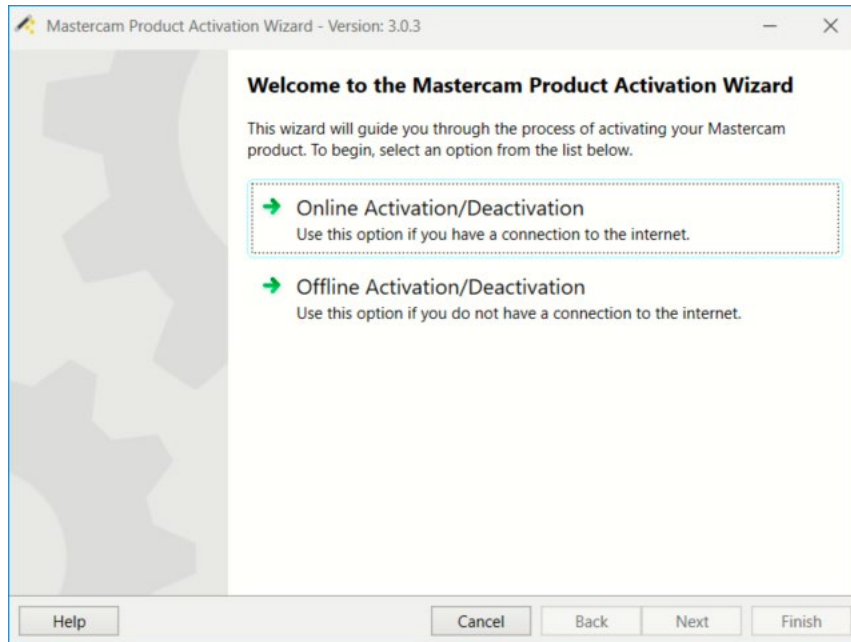 Mastercam Product Activation Wizard - Version: 3.0.3
Welcome to the Mastercam Product Activation Wizard
This wizard will guide you through the process of activating your Mastercam
product. To begin, select an option from the list below.
Online Activation/Deactivation
Use this option if you have a connection to the internet.
Offline Activation/Deactivation
Use this option if you do not have a connection to the internet.
Help Cancel Back Next Finish